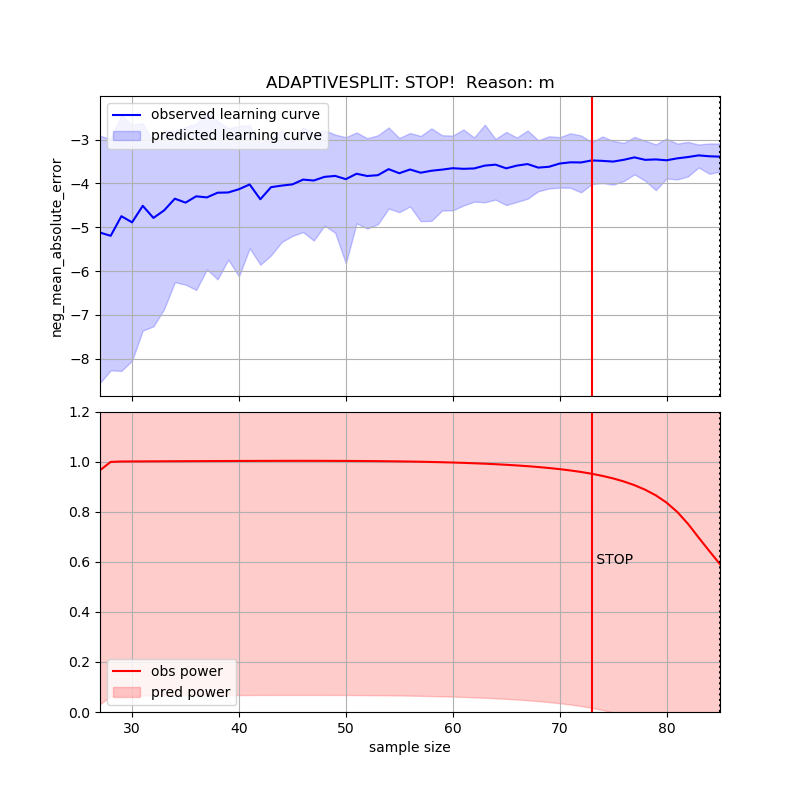 ADAPTIVESPLIT: STOP!  Reason: m
observed learning curve
predicted learning curve
neg_mean_absolute_error
−3
−4
−5
−6
−7
−8
1.2
1.0
0.8
0.6
0.4
0.2
0.0
STOP
obs power
pred power
30 40 50 60 70 80
sample size